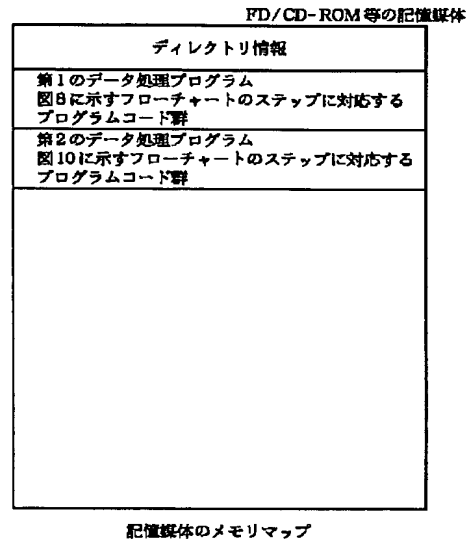 FD/CD-ROM等の記憶媒体
ディレクトリ情報
第1のデータ処理プログラム
図8に示すフローチャートのステップに対応する
プログラムコード群
第2のデータ処理プログラム
図10に示すフローチャートのステップに対応する
プログラムコード群
記憶媒体のメモリマップ